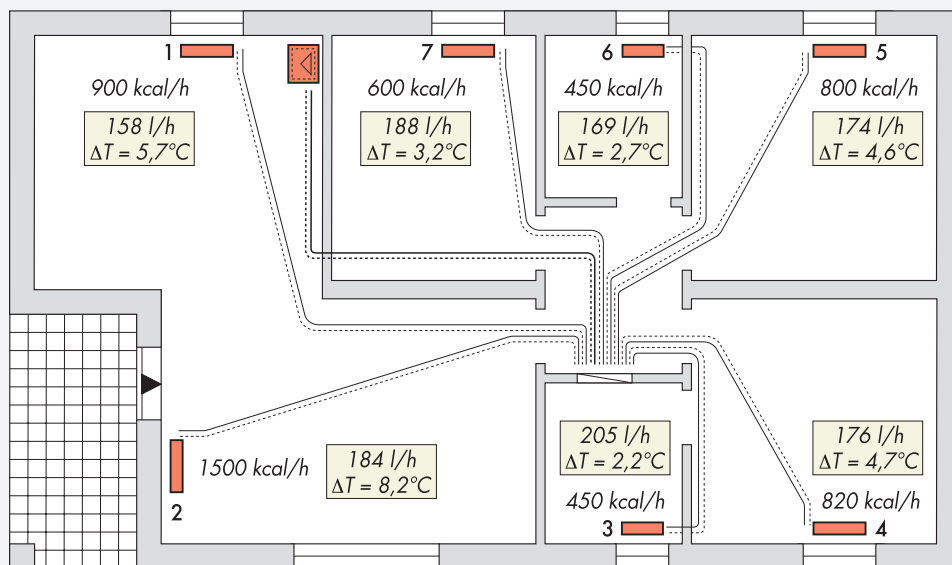 1
900 kcal/h
158 l/h
ΔT = 5,7°C
7
600 kcal/h
188 l/h
ΔT = 3,2°C
6
450 kcal/h
169 l/h
ΔT = 2,7°C
5
800 kcal/h
174 l/h
ΔT = 4,6°C
2
1500 kcal/h
184 l/h
ΔT = 8,2°C
205 l/h
ΔT = 2,2°C
450 kcal/h
3
176 l/h
ΔT = 4,7°C
820 kcal/h
4